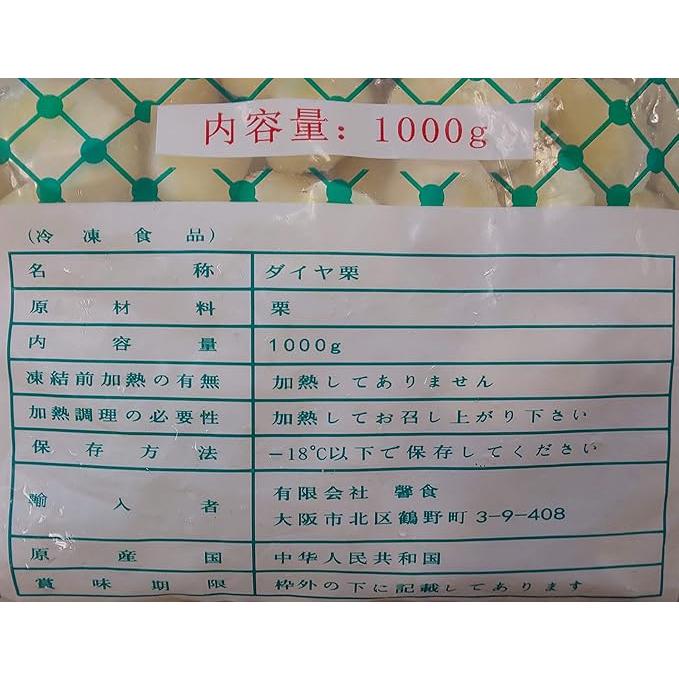 内容量：1000g
(冷凍食品)
名称 ダイヤ栗
原材料 栗
内容量 1000g
凍結前加熱の有無 加熱してありません
加熱調理の必要性 加熱してお召し上がり下さい
保存方法 −18℃以下で保存してください
輸入者 有限会社 馨食
大阪市北区鶴野町3-9-408
原産国 中华人民共和国
賞味期限 枠外の下に記載してあります